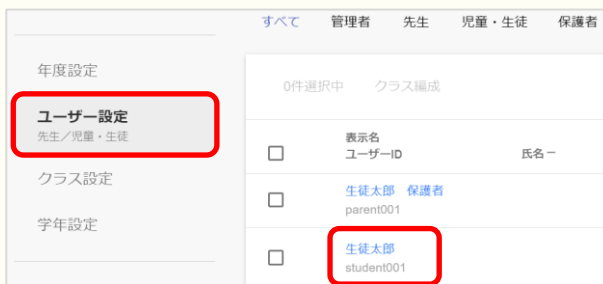 すべて 管理者 先生 児童・生徒 保護者
年度設定
ユーザー設定
先生／児童・生徒
クラス設定
学年設定
0件選択中 クラス編成
表示名
ユーザーID 氏名
生徒太郎 保護者
parent001
生徒太郎
student001